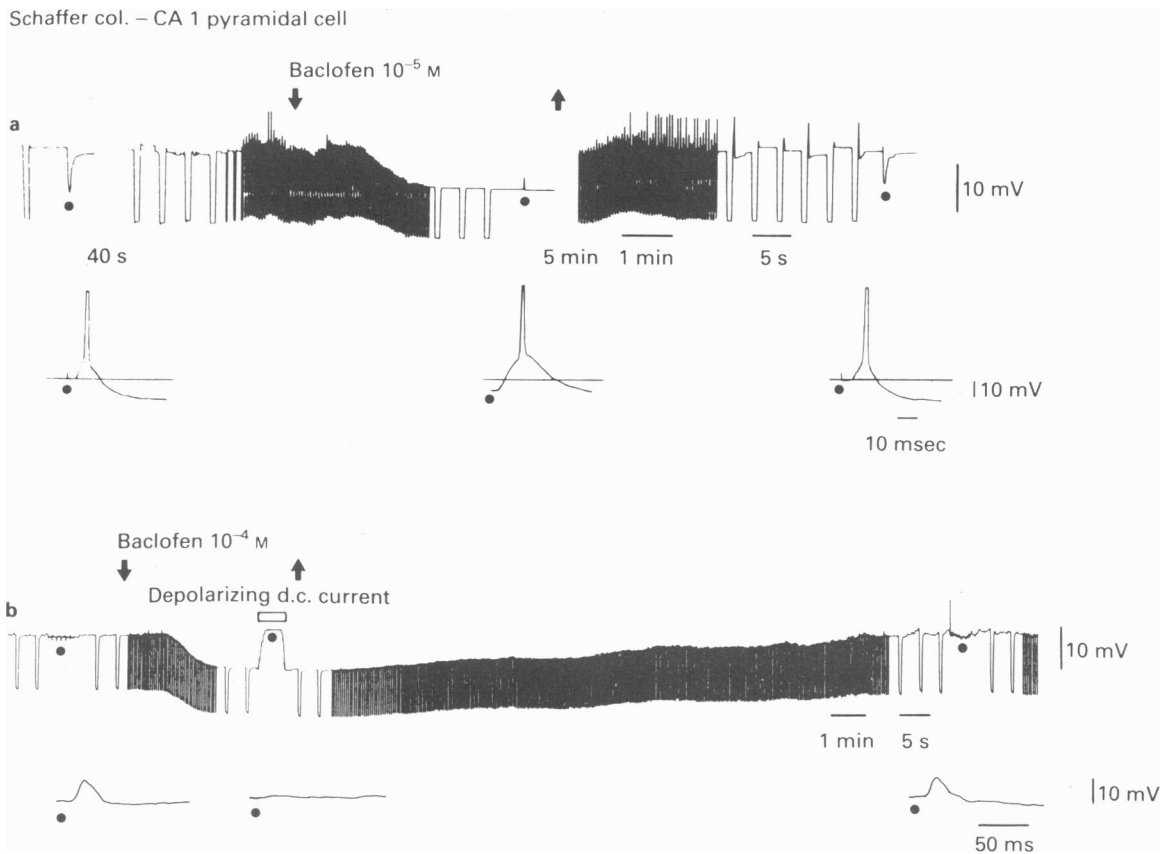 Schaffer col. – CA 1 pyramidal cell
Baclofen 10⁻⁵ M
a
10 mV
40 s
5 min 1 min 5 s
10 mV
10 msec
Baclofen 10⁻⁴ M
Depolarizing d.c. current
b
10 mV
1 min 5 s
10 mV
50 ms